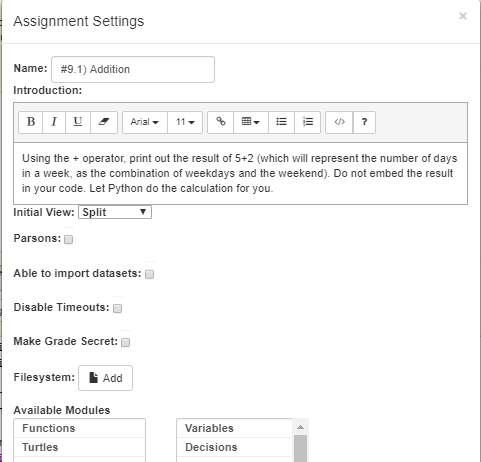 Assignment Settings ×
Name: #9.1) Addition
Introduction:
B I U Arial 11 </> ?
Using the + operator, print out the result of 5+2 (which will represent the number of days
in a week, as the combination of weekdays and the weekend). Do not embed the result
in your code. Let Python do the calculation for you.
Initial View: Split
Parsons:
Able to import datasets:
Disable Timeouts:
Make Grade Secret:
Filesystem: Add
Available Modules
Functions Variables
Turtles Decisions